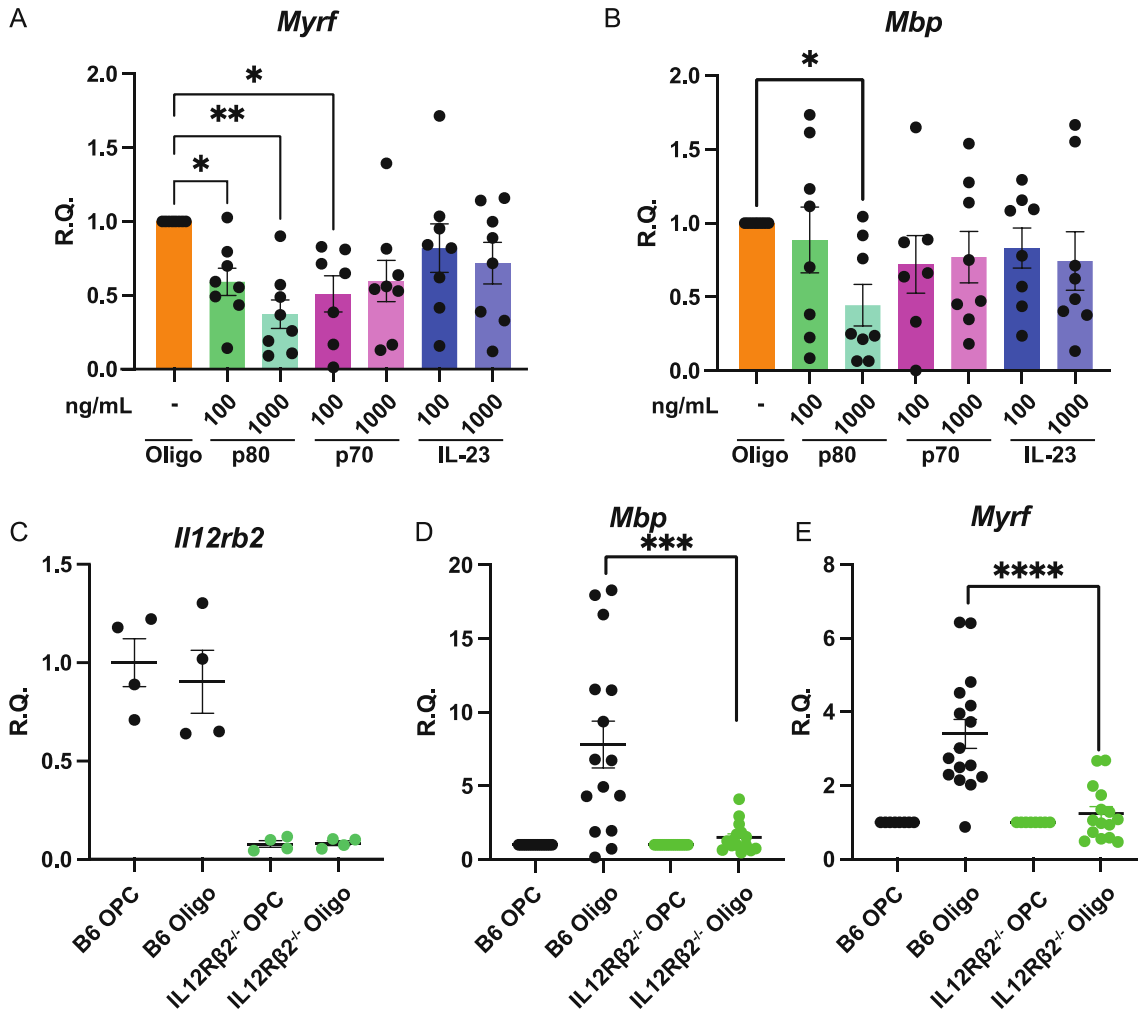 A
Myrf
R.Q.
2.0
1.5
1.0
0.5
0.0
*
**
*
ng/mL - 100 1000 100 1000 100 1000
Oligo p80 p70 IL-23
B
Mbp
R.Q.
2.0
1.5
1.0
0.5
0.0
*
ng/mL - 100 1000 100 1000 100 1000
Oligo p80 p70 IL-23
C
Il12rb2
R.Q.
1.5
1.0
0.5
0.0
B6 OPC
B6 Oligo
IL12Rβ2-/- OPC
IL12Rβ2-/- Oligo
D
Mbp
R.Q.
20
15
10
5
0
***
B6 OPC
B6 Oligo
IL12Rβ2-/- OPC
IL12Rβ2-/- Oligo
E
Myrf
R.Q.
8
6
4
2
0
****
B6 OPC
B6 Oligo
IL12Rβ2-/- OPC
IL12Rβ2-/- Oligo